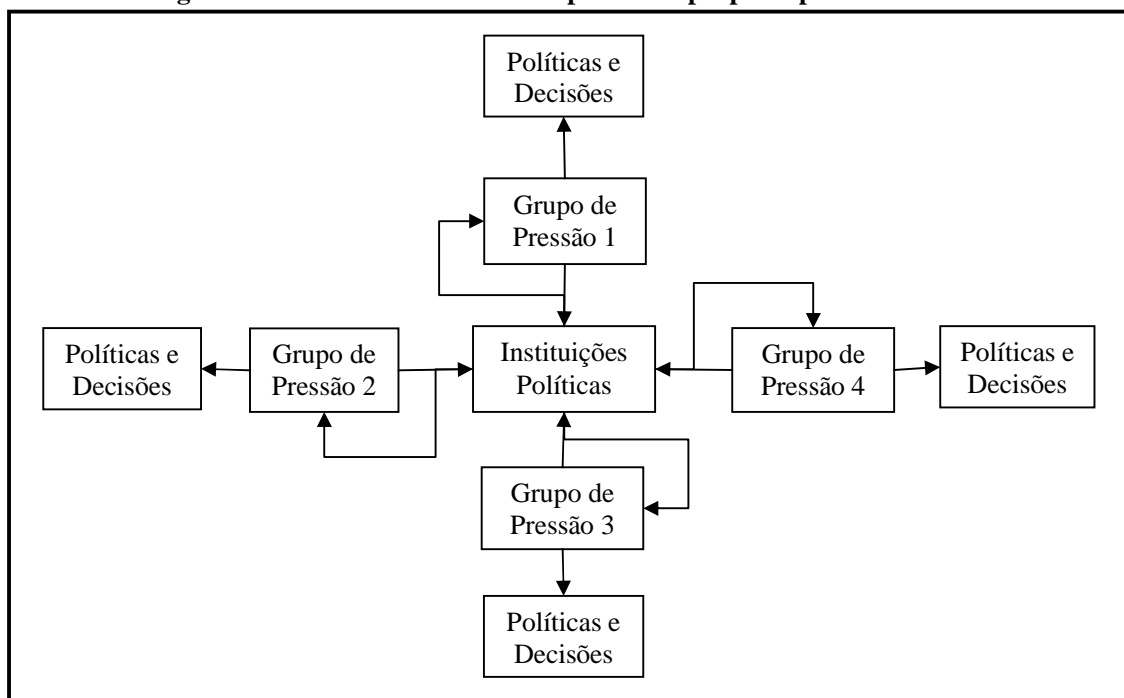 Políticas e
Decisões
Grupo de
Pressão 1
Políticas e
Decisões
Grupo de
Pressão 2
Instituições
Políticas
Grupo de
Pressão 4
Políticas e
Decisões
Grupo de
Pressão 3
Políticas e
Decisões